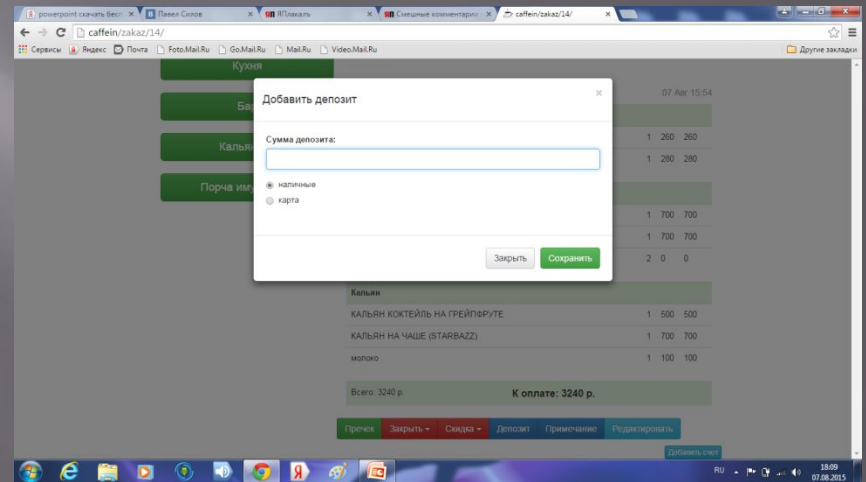 powerpoint скачать бесп
Павел Силов
ЯПлакалъ
Смешные комментарии
caffein/zakaz/14/
caffein/zakaz/14/
Сервисы Яндекс Почта Foto.Mail.Ru Go.Mail.Ru Mail.Ru Video.Mail.Ru Другие закладки
Кухня
Ба
Кальян
Порча иму
07 Авг 15:54
Добавить депозит ×
Сумма депозита:
наличные
карта
Закрыть Сохранить
1 260 260
1 280 280
1 700 700
1 700 700
2 0 0
Кальян
КАЛЬЯН КОКТЕЙЛЬ НА ГРЕЙПФРУТЕ 1 500 500
КАЛЬЯН НА ЧАШЕ (STARBAZZ) 1 700 700
молоко 1 100 100
Всего: 3240 р. К оплате: 3240 р.
Пречек Закрыть Скидка Депозит Примечание Редактировать
Добавить счет
RU 18:09
07.08.2015